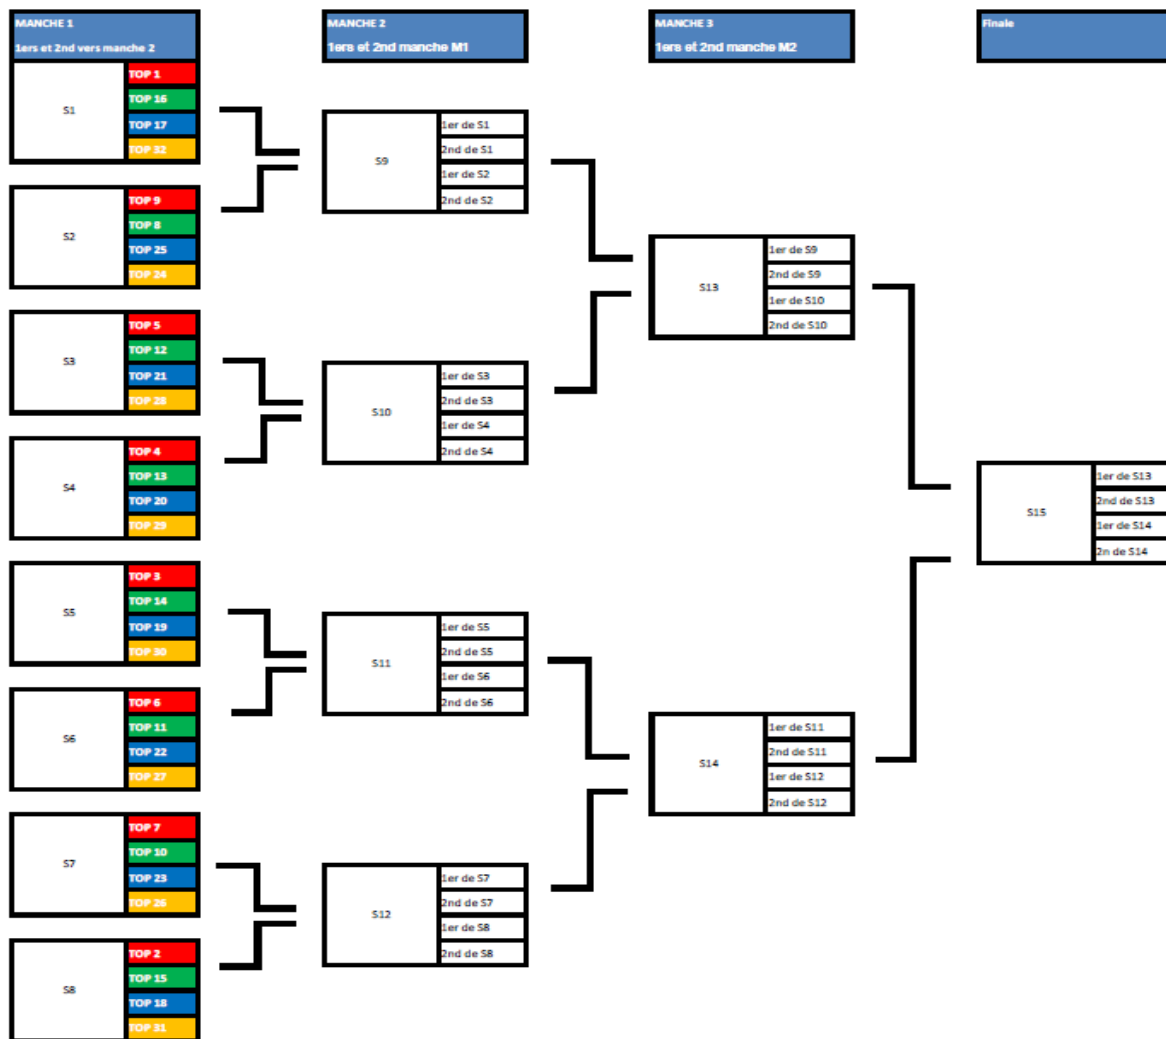 MANCHE 1
1ers et 2nd vers manche 2
MANCHE 2
1ers et 2nd manche M1
MANCHE 3
1ers et 2nd manche M2
Finale
S1
TOP 1
TOP 16
TOP 17
TOP 32
S2
TOP 9
TOP 8
TOP 25
TOP 24
S3
TOP 5
TOP 12
TOP 21
TOP 28
S4
TOP 4
TOP 13
TOP 20
TOP 29
S5
TOP 3
TOP 14
TOP 19
TOP 30
S6
TOP 6
TOP 11
TOP 22
TOP 27
S7
TOP 7
TOP 10
TOP 23
TOP 26
S8
TOP 2
TOP 15
TOP 18
TOP 31
S9
1er de S1
2nd de S1
1er de S2
2nd de S2
S10
1er de S3
2nd de S3
1er de S4
2nd de S4
S11
1er de S5
2nd de S5
1er de S6
2nd de S6
S12
1er de S7
2nd de S7
1er de S8
2nd de S8
S13
1er de S9
2nd de S9
1er de S10
2nd de S10
S14
1er de S11
2nd de S11
1er de S12
2nd de S12
S15
1er de S13
2nd de S13
1er de S14
2n de S14